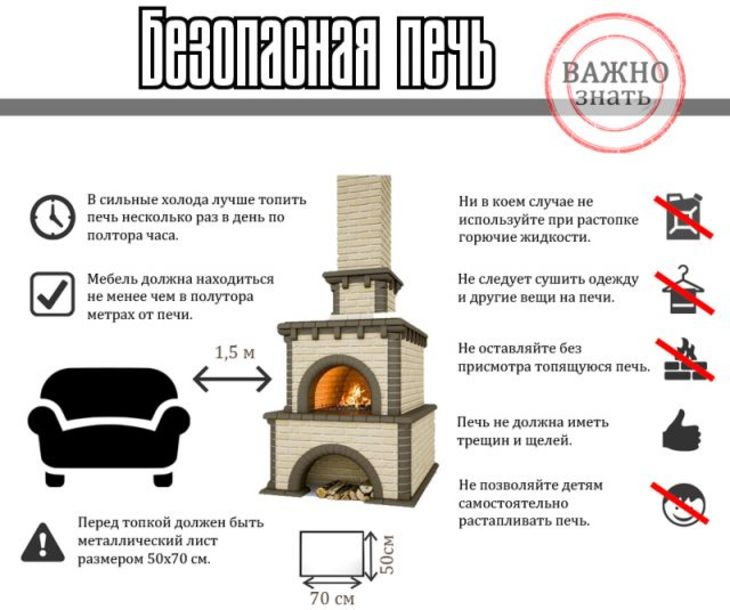 Безопасная печь
ВАЖНО
знать
В сильные холода лучше топить
печь несколько раз в день по
полтора часа.
Мебель должна находиться
не менее чем в полутора
метрах от печи.
1,5 м
Перед топкой должен быть
металлический лист
размером 50х70 см.
50см
70 см
Ни в коем случае не
используйте при растопке
горючие жидкости.
Не следует сушить одежду
и другие вещи на печи.
Не оставляйте без
присмотра топящуюся печь.
Печь не должна иметь
трещин и щелей.
Не позволяйте детям
самостоятельно
растапливать печь.